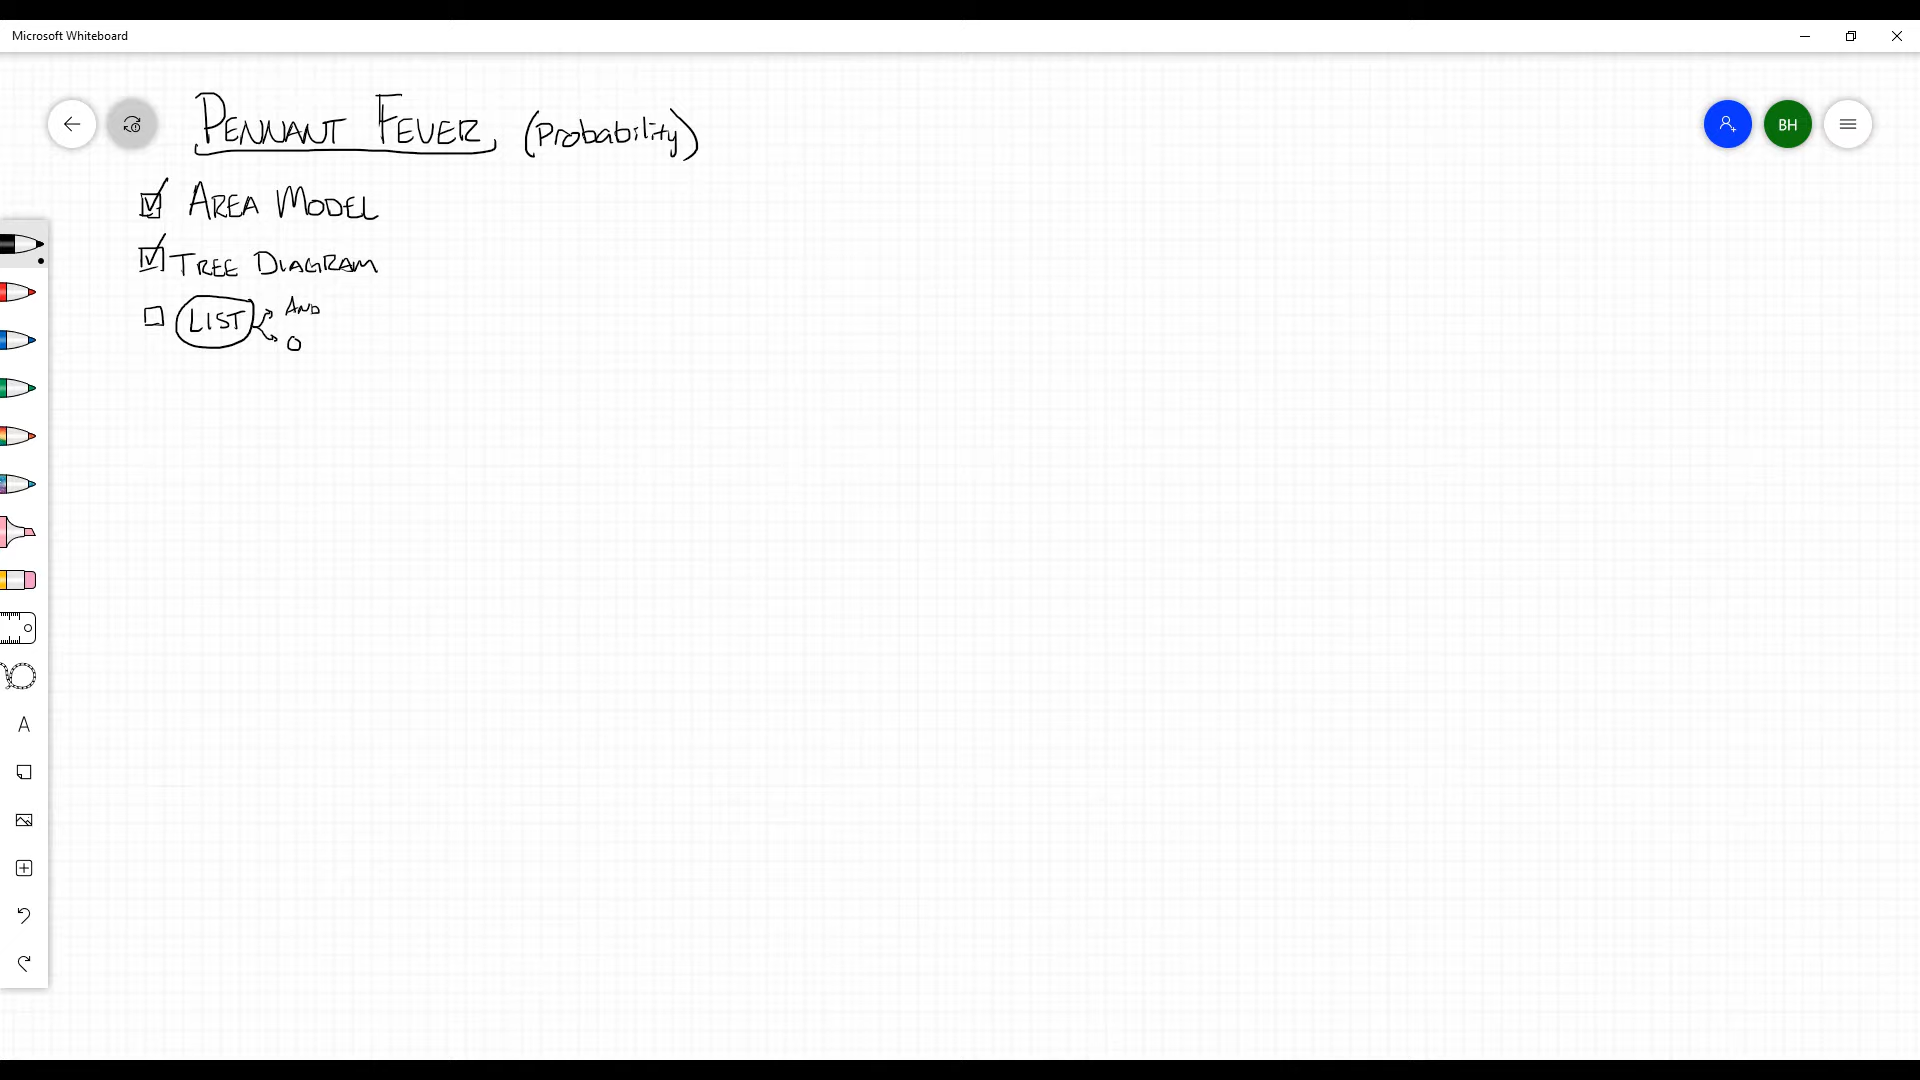 Microsoft Whiteboard
PENNANT FEVER (Probability)
BH
AREA MODEL
TREE DIAGRAM
LIST
AND
O
A